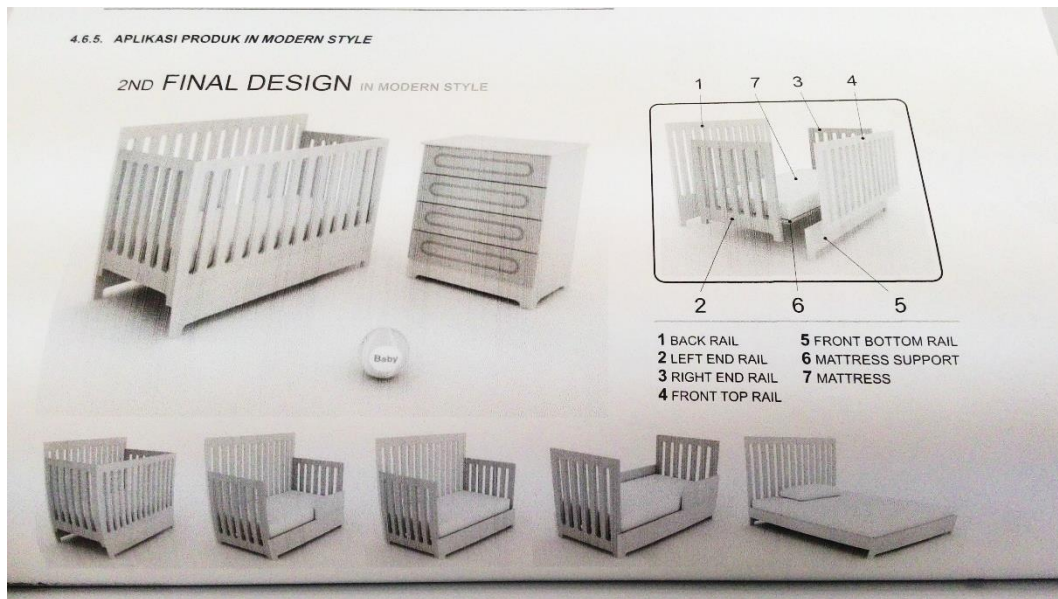 4.6.5. APLIKASI PRODUK IN MODERN STYLE
2ND FINAL DESIGN IN MODERN STYLE
1 7 3 4
2 6 5
Baby
1 BACK RAIL
2 LEFT END RAIL
3 RIGHT END RAIL
4 FRONT TOP RAIL
5 FRONT BOTTOM RAIL
6 MATTRESS SUPPORT
7 MATTRESS